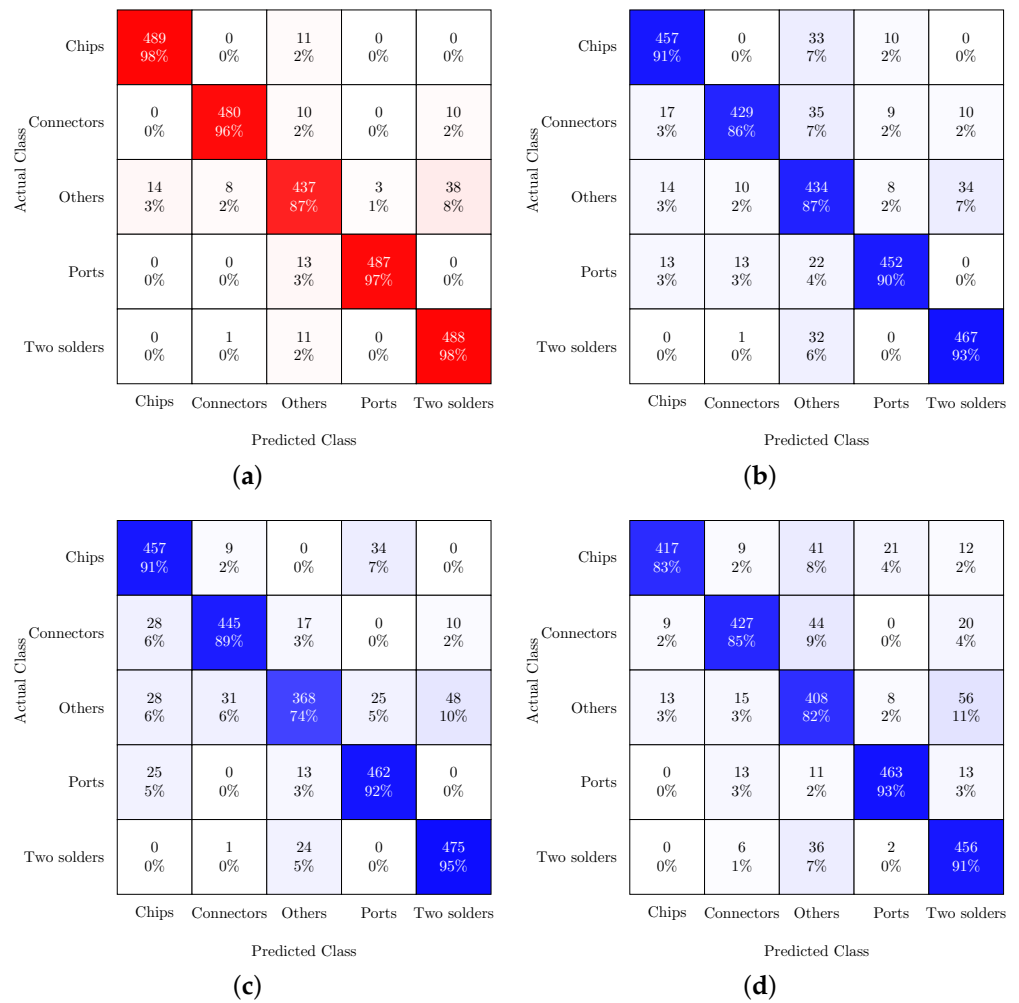 Chips 489 0 11 0 0 457 0 33 10 0
98% 0% 2% 0% 0% 91% 0% 7% 2% 0%
Connectors 0 480 10 0 10 17 429 35 9 10
0% 96% 2% 0% 2% 3% 86% 7% 2% 2%
Actual Class
Others 14 8 437 3 38 14 10 434 8 34
3% 2% 87% 1% 8% 3% 2% 87% 2% 7%
Ports 0 0 13 487 0 13 13 22 452 0
0% 0% 3% 97% 0% 3% 3% 4% 90% 0%
Two solders 0 1 11 0 488 0 1 32 0 467
0% 0% 2% 0% 98% 0% 0% 6% 0% 93%
Chips Connectors Others Ports Two solders
Predicted Class
(a)
Chips
Connectors
Actual Class
Others
Ports
Two solders
Chips Connectors Others Ports Two solders
Predicted Class
(b)
Chips 457 9 0 34 0
91% 2% 0% 7% 0%
Connectors 28 445 17 0 10
6% 89% 3% 0% 2%
Actual Class
Others 28 31 368 25 48
6% 6% 74% 5% 10%
Ports 25 0 13 462 0
5% 0% 3% 92% 0%
Two solders 0 1 24 0 475
0% 0% 5% 0% 95%
Chips Connectors Others Ports Two solders
Predicted Class
(c)
Chips 417 9 41 21 12
83% 2% 8% 4% 2%
Connectors 9 427 44 0 20
2% 85% 9% 0% 4%
Actual Class
Others 13 15 408 8 56
3% 3% 82% 2% 11%
Ports 0 13 11 463 13
0% 3% 2% 93% 3%
Two solders 0 6 36 2 456
0% 1% 7% 0% 91%
Chips Connectors Others Ports Two solders
Predicted Class
(d)